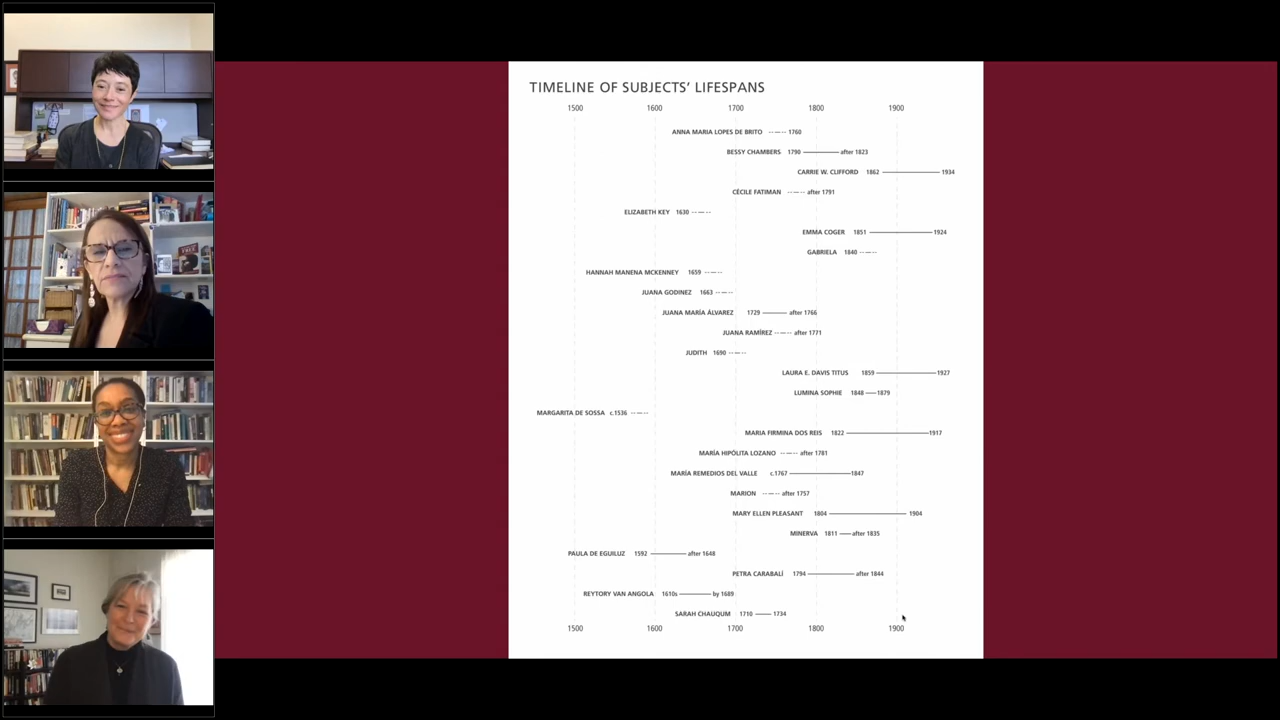 TIMELINE OF SUBJECTS' LIFESPANS
1500 1600 1700 1800 1900
ANNA MARIA LOPES DE BRITO 1760
BESSY CHAMBERS 1790 after 1823
CARRIE W. CLIFFORD 1862 1934
CÉCILE FATIMAN after 1791
ELIZABETH KEY 1630
EMMA COGER 1851 1924
GABRIELA 1840
HANNAH MANENA MCKENNEY 1659
JUANA GODINEZ 1663
JUANA MARÍA ÁLVAREZ 1729 after 1766
JUANA RAMÍREZ after 1771
JUDITH 1690
LAURA E. DAVIS TITUS 1859 1927
LUMINA SOPHIE 1848 1879
MARGARITA DE SOSSA c.1536
MARIA FIRMINA DOS REIS 1822 1917
MARÍA HIPÓLITA LOZANO after 1781
MARÍA REMEDIOS DEL VALLE c.1767 1847
MARION after 1757
MARY ELLEN PLEASANT 1804 1904
MINERVA 1811 after 1835
PAULA DE EGUILUZ 1592 after 1648
PETRA CARABALÍ 1794 after 1844
REYTORY VAN ANGOLA 1610s by 1689
SARAH CHAUQUM 1710 1734
1500 1600 1700 1800 1900